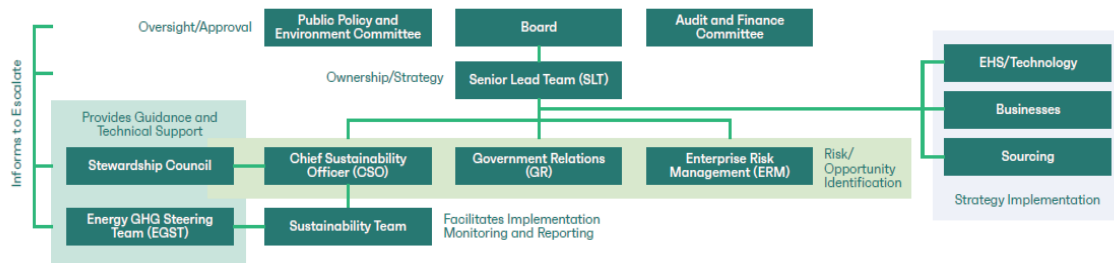 Informs to Escalate
Oversight/Approval
Public Policy and
Environment Committee
Board
Audit and Finance
Committee
Ownership/Strategy
Senior Lead Team (SLT)
EHS/Technology
Businesses
Sourcing
Strategy Implementation
Provides Guidance and
Technical Support
Stewardship Council
Chief Sustainability
Officer (CSO)
Government Relations
(GR)
Enterprise Risk
Management (ERM)
Risk/
Opportunity
Identification
Energy GHG Steering
Team (EGST)
Sustainability Team
Facilitates Implementation
Monitoring and Reporting